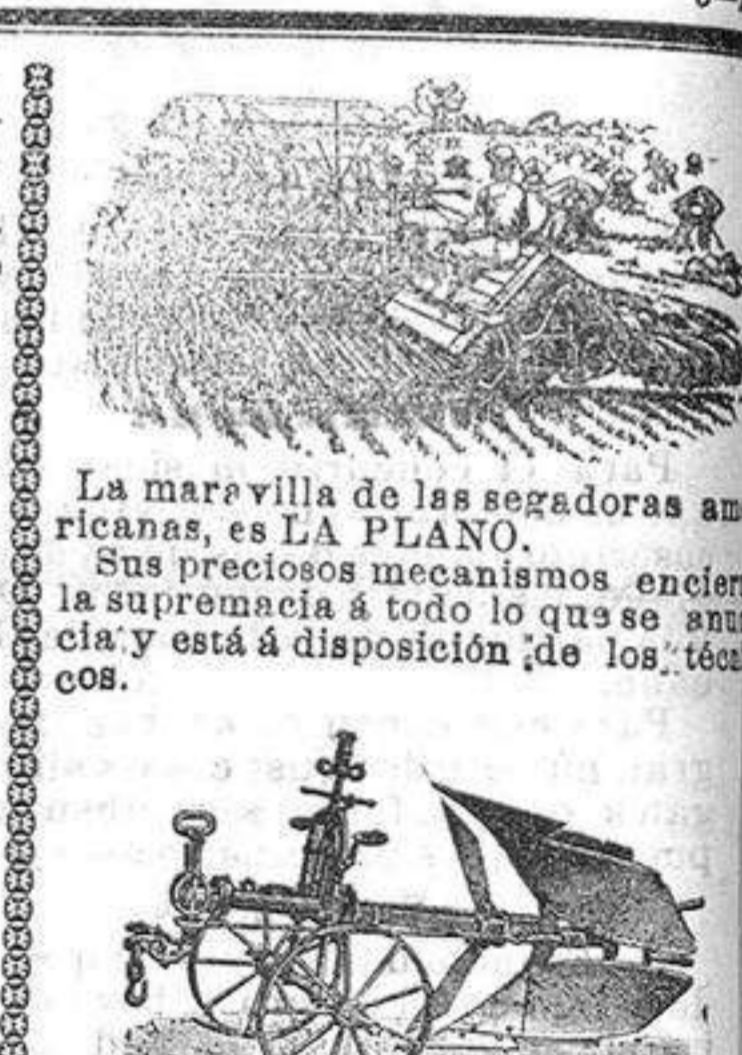 La maravilla de las segadoras am
ricanas, es LA PLANO.
Sus preciosos mecanismos encier
la supremacía á todo lo que se anu
cia y está á disposición de los téc
cos.